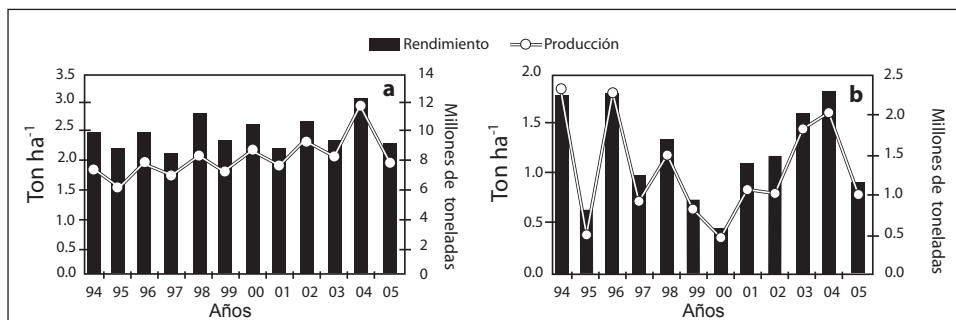 Rendimiento Producción
a
Ton ha-1
3.5
3.0
2.5
2.0
1.5
1.0
0.5
0.0
14
12
10
8
6
4
2
0
Millones de toneladas
94 95 96 97 98 99 00 01 02 03 04 05
Años
b
Ton ha-1
2.0
1.5
1.0
0.5
0.0
2.5
2.0
1.5
1.0
0.5
0.0
Millones de toneladas
94 95 96 97 98 99 00 01 02 03 04 05
Años